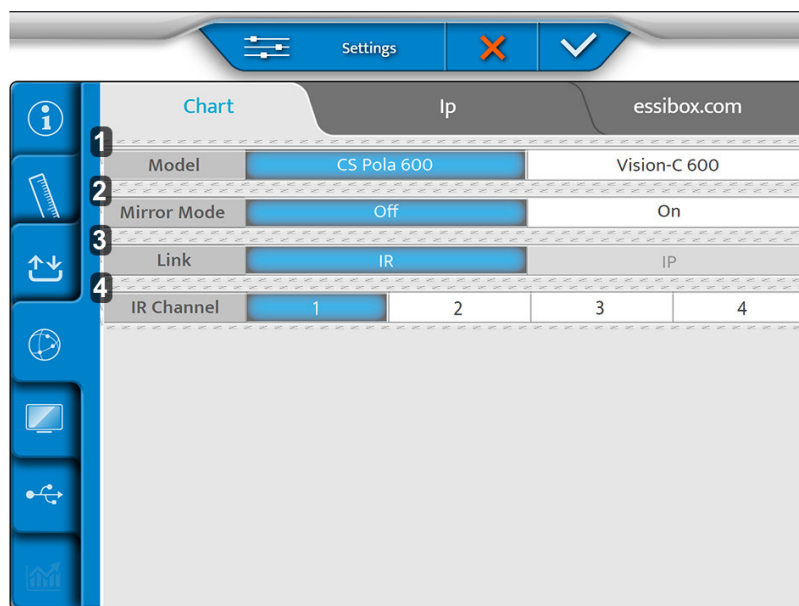 Settings
Chart Ip essibox.com
1
Model CS Pola 600 Vision-C 600
2
Mirror Mode Off On
3
Link IR IP
4
IR Channel 1 2 3 4